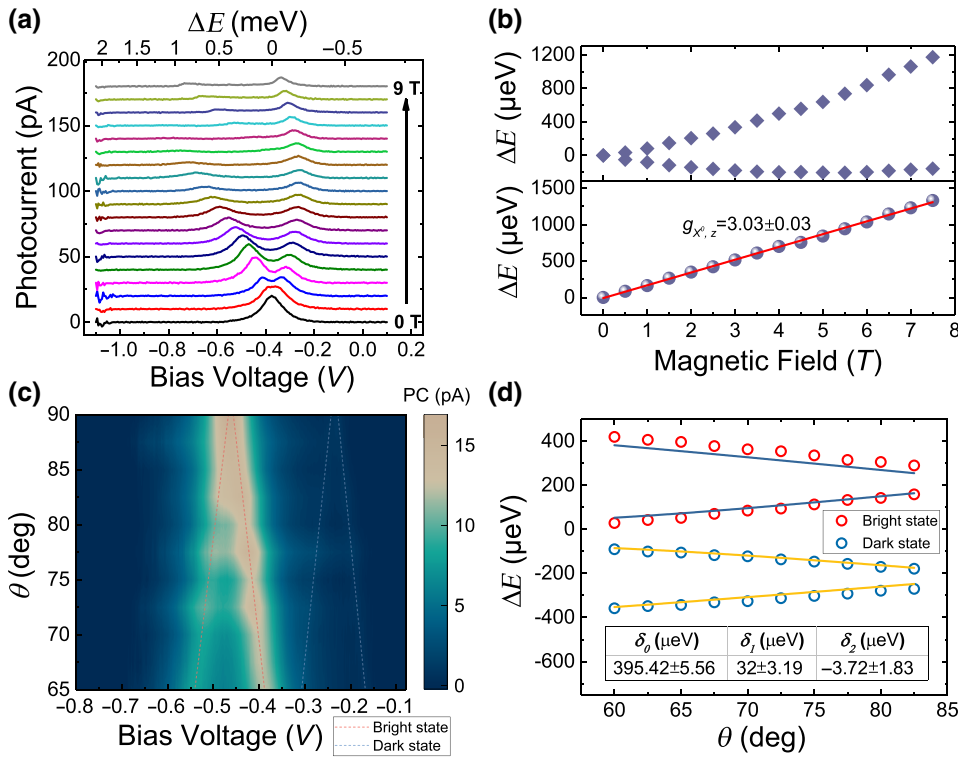 (a)
ΔE (meV)
2 1.5 1 0.5 0 −0.5
Photocurrent (pA)
200
150
100
50
0
9 T
0 T
−1.0 −0.8 −0.6 −0.4 −0.2 0.0 0.2
Bias Voltage (V)
(b)
ΔE (μeV)
1200
800
400
0
ΔE (μeV)
1500
1000
500
0
g_X⁰, z=3.03±0.03
0 1 2 3 4 5 6 7 8
Magnetic Field (T)
(c)
PC (pA)
θ (deg)
90
85
80
75
70
65
15
10
5
0
−0.8 −0.7 −0.6 −0.5 −0.4 −0.3 −0.2 −0.1
Bias Voltage (V)
Bright state
Dark state
(d)
ΔE (μeV)
400
200
0
−200
−400
−600
Bright state
Dark state
δ₀ (μeV) δ₁ (μeV) δ₂ (μeV)
395.42±5.56 32±3.19 −3.72±1.83
60 65 70 75 80 85
θ (deg)